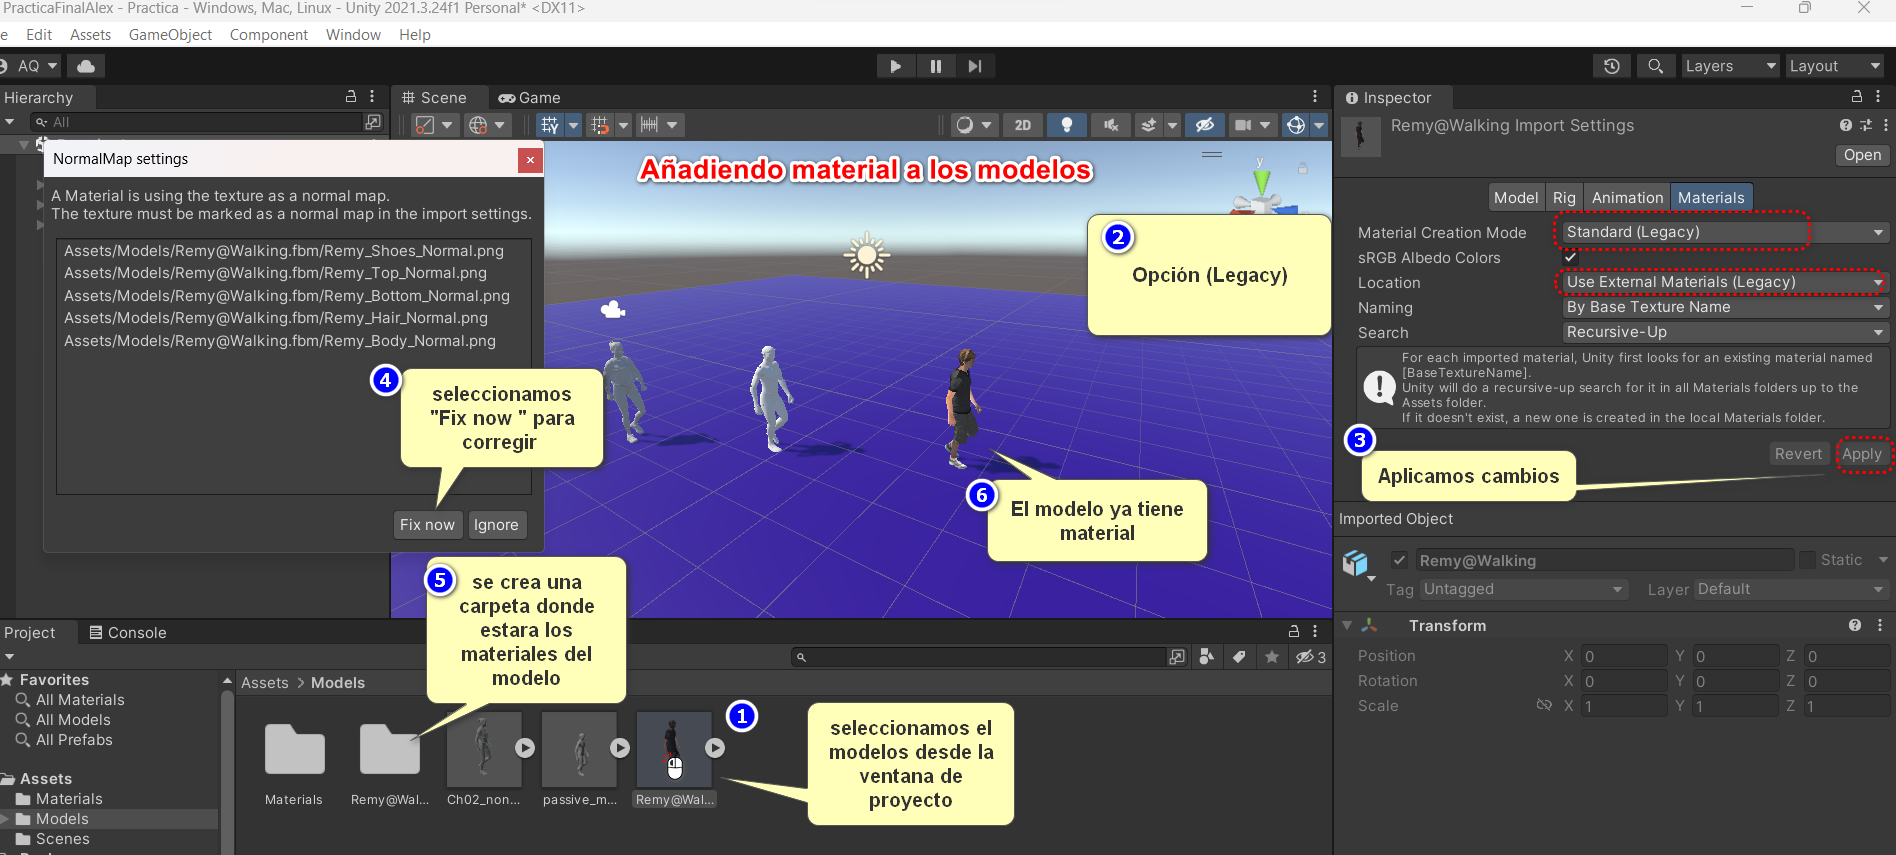 PracticaFinalAlex - Practica - Windows, Mac, Linux - Unity 2021.3.24f1 Personal* <DX11>
e Edit Assets GameObject Component Window Help
AQ
Layers
Layout
Hierarchy
All
NormalMap settings
A Material is using the texture as a normal map.
The texture must be marked as a normal map in the import settings.
Assets/Models/Remy@Walking.fbm/Remy_Shoes_Normal.png
Assets/Models/Remy@Walking.fbm/Remy_Top_Normal.png
Assets/Models/Remy@Walking.fbm/Remy_Bottom_Normal.png
Assets/Models/Remy@Walking.fbm/Remy_Hair_Normal.png
Assets/Models/Remy@Walking.fbm/Remy_Body_Normal.png
Fix now
Ignore
4
seleccionamos
"Fix now " para
corregir
5
se crea una
carpeta donde
estara los
materiales del
modelo
Scene
Game
2D
Añadiendo material a los modelos
y
2
Opción (Legacy)
6
El modelo ya tiene
material
Inspector
Remy@Walking Import Settings
Open
Model Rig Animation Materials
Material Creation Mode Standard (Legacy)
sRGB Albedo Colors
Location Use External Materials (Legacy)
Naming By Base Texture Name
Search Recursive-Up
For each imported material, Unity first looks for an existing material named
[BaseTextureName].
Unity will do a recursive-up search for it in all Materials folders up to the
Assets folder.
If it doesn't exist, a new one is created in the local Materials folder.
Revert Apply
3
Aplicamos cambios
Imported Object
Remy@Walking
Static
Tag Untagged Layer Default
Transform
Position X 0 Y 0 Z 0
Rotation X 0 Y 0 Z 0
Scale X 1 Y 1 Z 1
Project
Console
3
Favorites
All Materials
All Models
All Prefabs
Assets
Materials
Models
Scenes
Assets > Models
Materials
Remy@Wal...
Ch02_non...
passive_m...
Remy@Wal...
1
seleccionamos el
modelos desde la
ventana de
proyecto